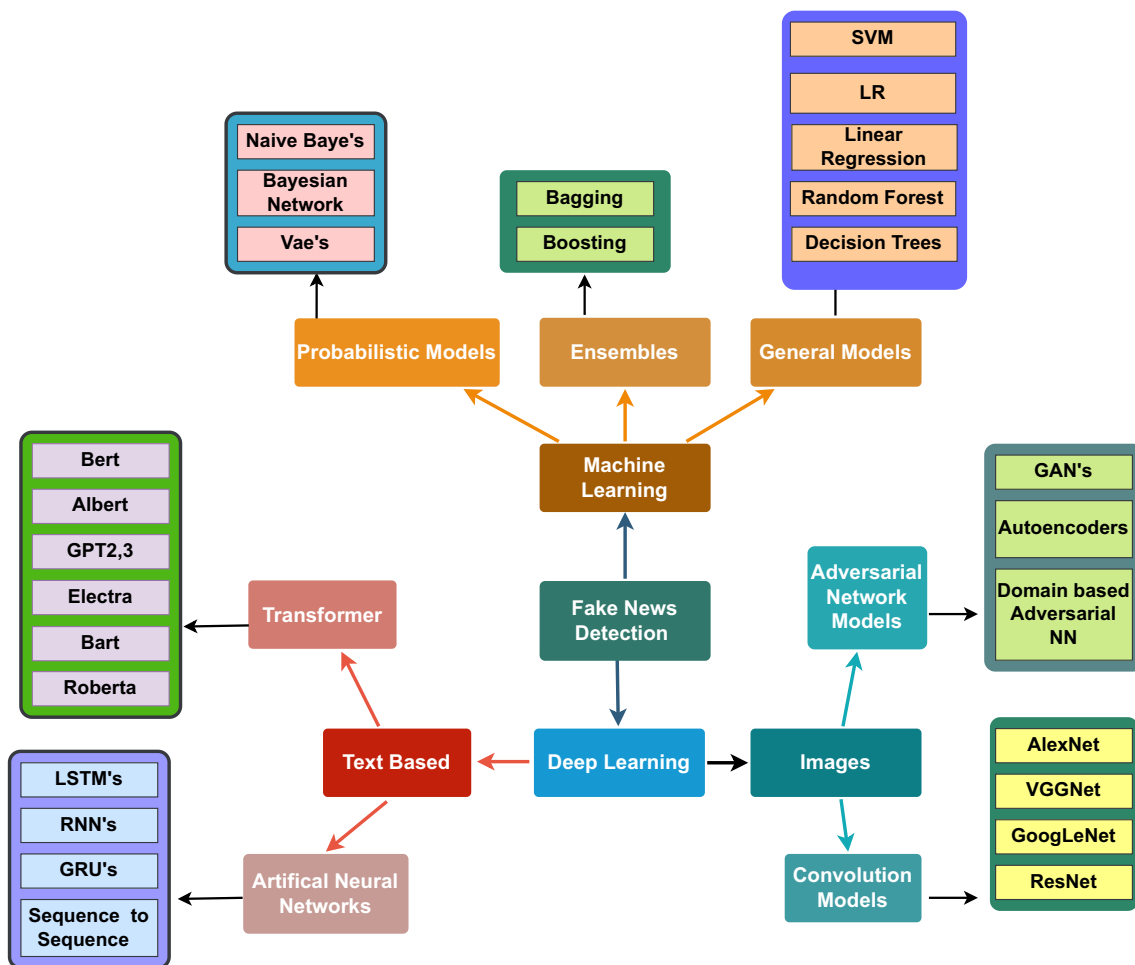 SVM
LR
Linear
Regression
Random Forest
Decision Trees
Naive Baye's
Bayesian
Network
Vae's
Bagging
Boosting
Probabilistic Models
Ensembles
General Models
Machine
Learning
Bert
Albert
GPT2,3
Electra
Bart
Roberta
Transformer
Fake News
Detection
Adversarial
Network
Models
GAN's
Autoencoders
Domain based
Adversarial
NN
Text Based
Deep Learning
Images
LSTM's
RNN's
GRU's
Sequence to
Sequence
Artifical Neural
Networks
Convolution
Models
AlexNet
VGGNet
GoogLeNet
ResNet